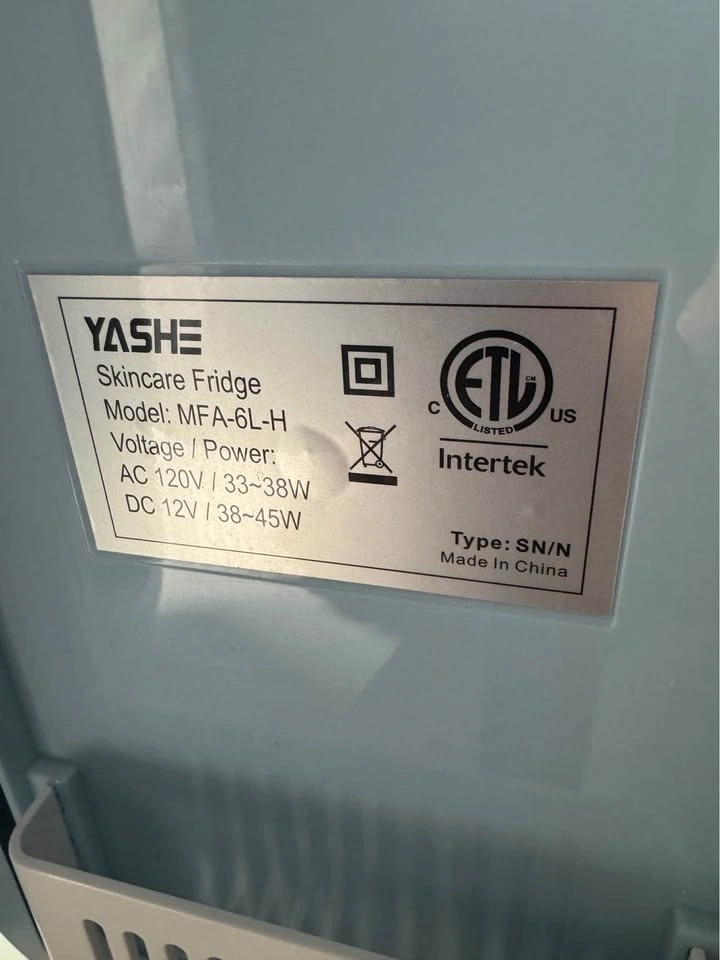 YASHE
Skincare Fridge
Model: MFA-6L-H
Voltage / Power:
AC 120V / 33~38W
DC 12V / 38~45W
ETL CM
LISTED
C US
Intertek
Type: SN/N
Made In China